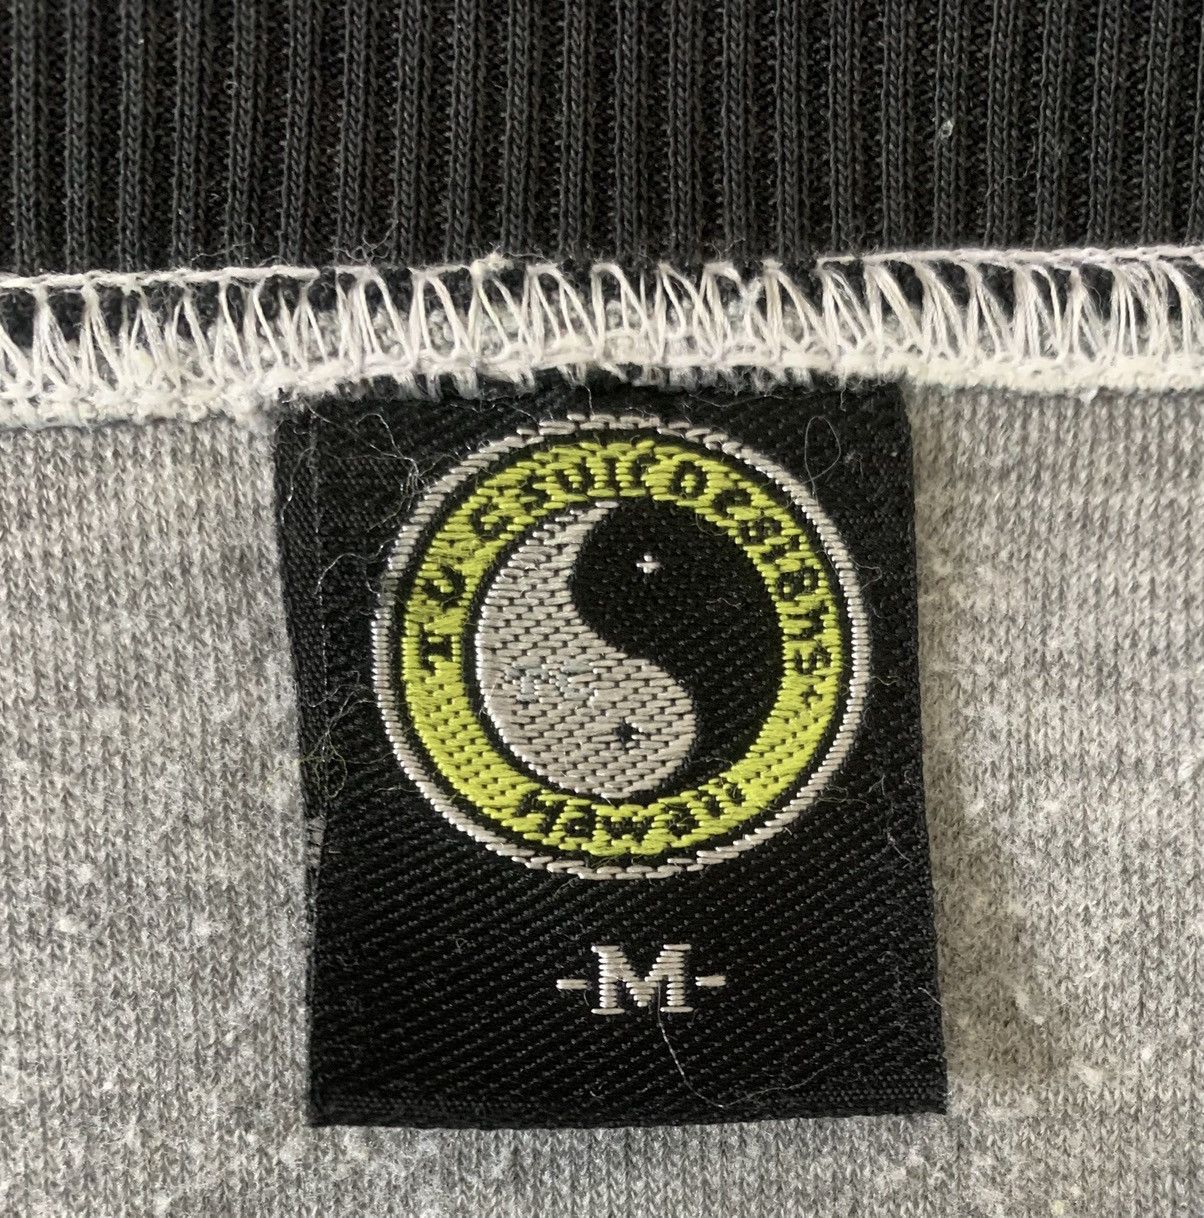 T&C SURF DESIGNS.
HAWAII
-M-